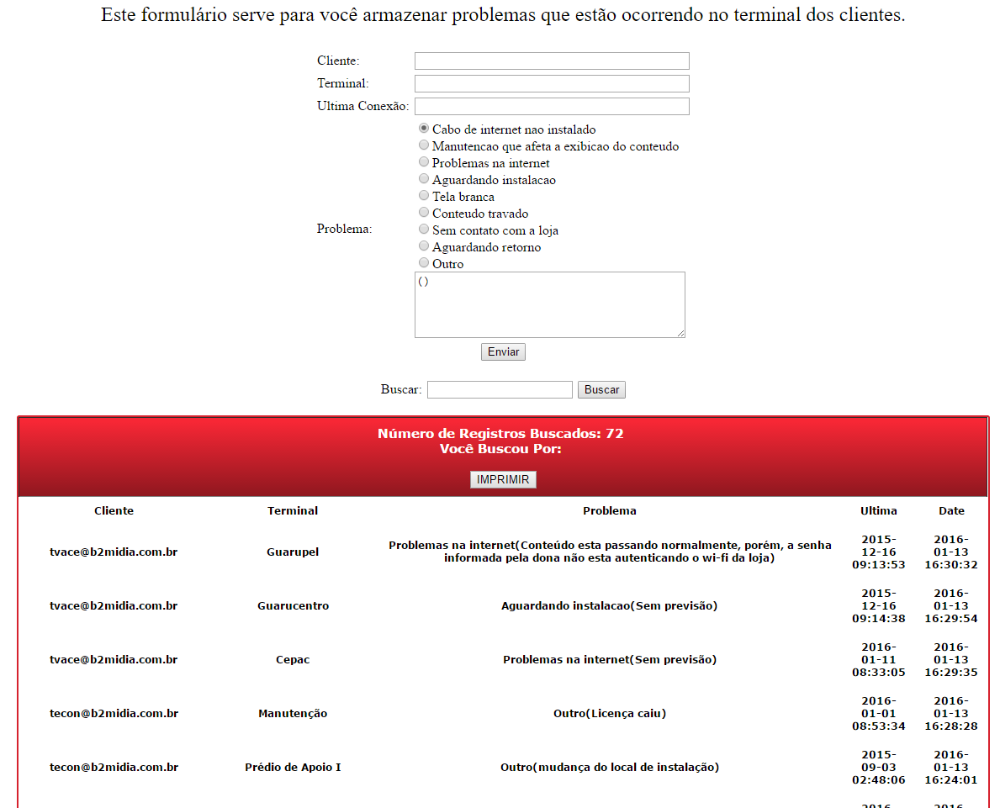 Este formulário serve para você armazenar problemas que estão ocorrendo no terminal dos clientes.
Cliente:
Terminal:
Ultima Conexão:
Problema:
Cabo de internet nao instalado
Manutencao que afeta a exibicao do conteudo
Problemas na internet
Aguardando instalacao
Tela branca
Conteudo travado
Sem contato com a loja
Aguardando retorno
Outro
()
Enviar
Buscar: Buscar
Número de Registros Buscados: 72
Você Buscou Por:
IMPRIMIR
Cliente Terminal Problema Ultima Date
tvace@b2midia.com.br Guarupel
Problemas na internet(Conteúdo esta passando normalmente, porém, a senha
informada pela dona não esta autenticando o wi-fi da loja)
2015-
12-16
09:13:53
2016-
01-13
16:30:32
tvace@b2midia.com.br Guarucentro Aguardando instalacao(Sem previsão)
2015-
12-16
09:14:38
2016-
01-13
16:29:54
tvace@b2midia.com.br Cepac Problemas na internet(Sem previsão)
2016-
01-11
08:33:05
2016-
01-13
16:29:35
tecon@b2midia.com.br Manutenção Outro(Licença caiu)
2016-
01-01
08:53:34
2016-
01-13
16:28:28
tecon@b2midia.com.br Prédio de Apoio I Outro(mudança do local de instalação)
2015-
09-03
02:48:06
2016-
01-13
16:24:01